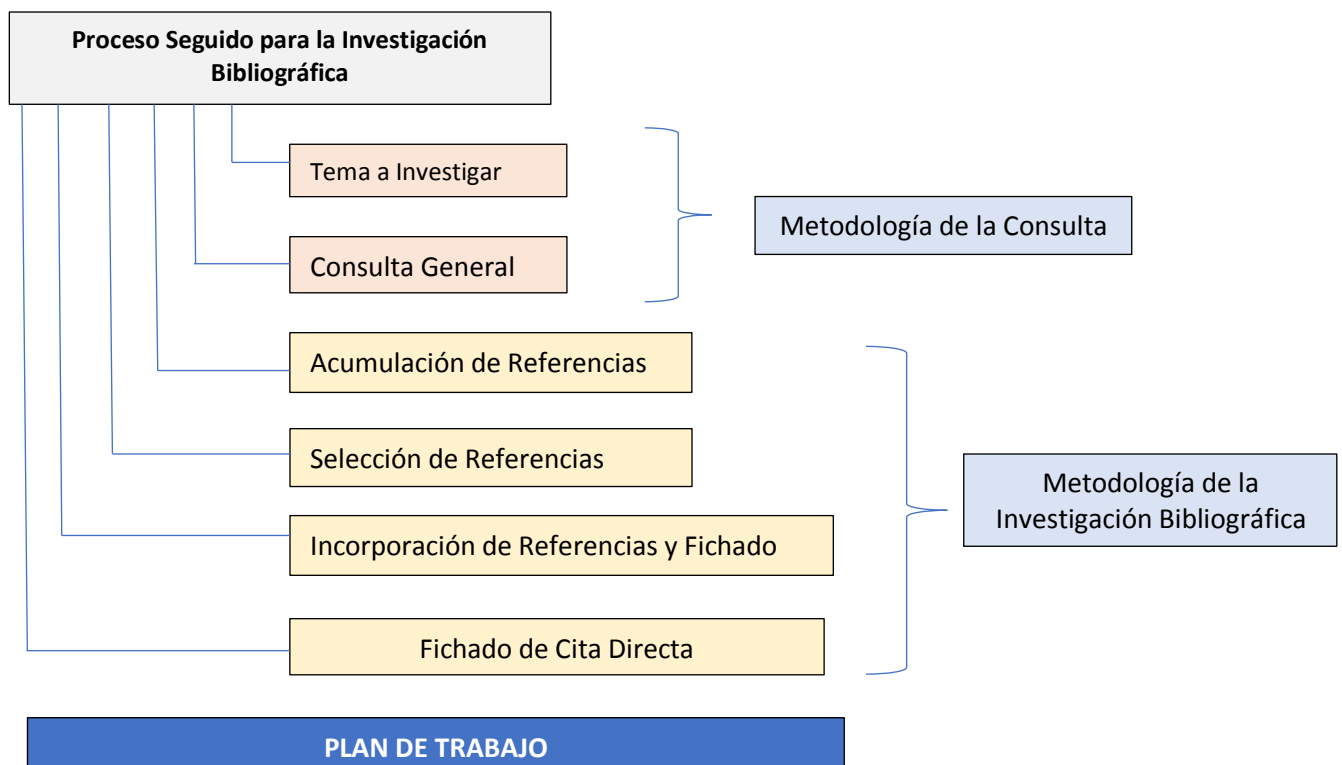 Proceso Seguido para la Investigación
Bibliográfica
Tema a Investigar
Metodología de la Consulta
Consulta General
Acumulación de Referencias
Selección de Referencias
Metodología de la
Investigación Bibliográfica
Incorporación de Referencias y Fichado
Fichado de Cita Directa
PLAN DE TRABAJO